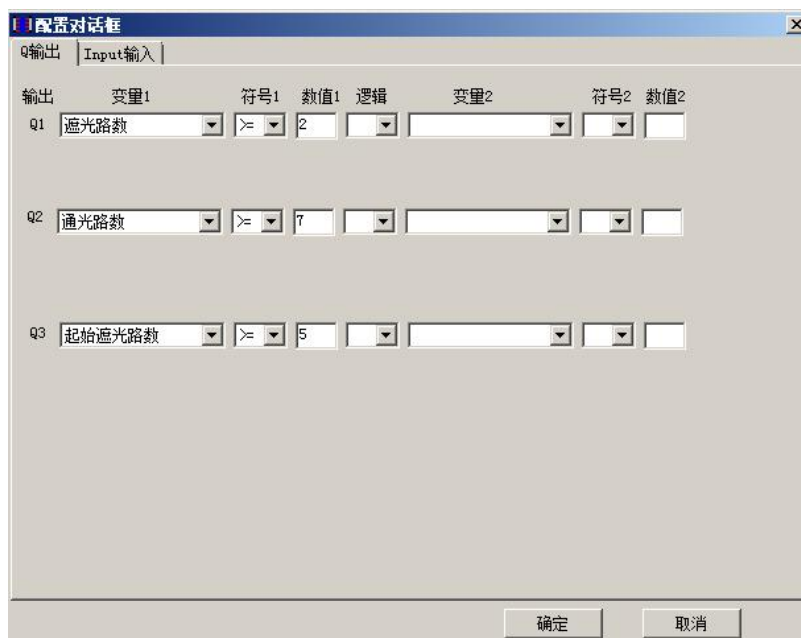 配置对话框
Q输出 Input输入
输出 变量1 符号1 数值1 逻辑 变量2 符号2 数值2
Q1 遮光路数 >= 2
Q2 通光路数 >= 7
Q3 起始遮光路数 >= 5
确定 取消